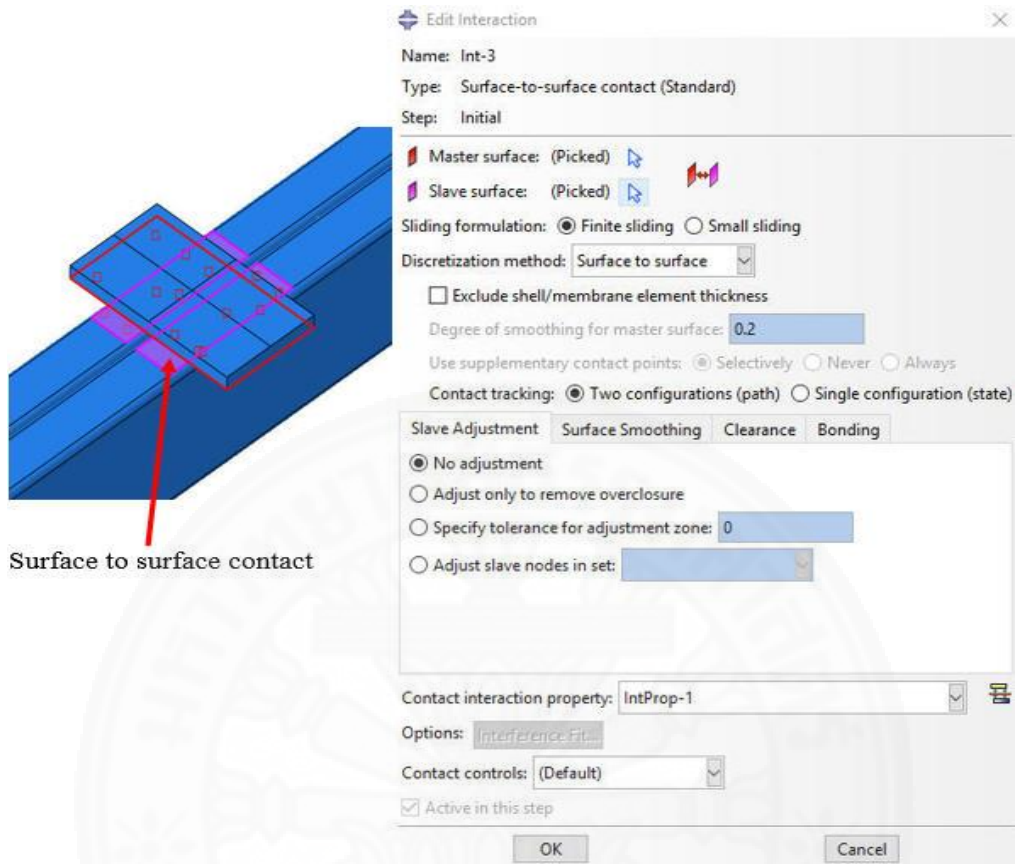 Edit Interaction
Name: Int-3
Type: Surface-to-surface contact (Standard)
Step: Initial
Master surface: (Picked)
Slave surface: (Picked)
Sliding formulation: Finite sliding Small sliding
Discretization method: Surface to surface
Exclude shell/membrane element thickness
Degree of smoothing for master surface: 0.2
Use supplementary contact points: Selectively Never Always
Contact tracking: Two configurations (path) Single configuration (state)
Slave Adjustment Surface Smoothing Clearance Bonding
No adjustment
Adjust only to remove overclosure
Specify tolerance for adjustment zone: 0
Adjust slave nodes in set:
Contact interaction property: IntProp-1
Options: Interference Fit...
Contact controls: (Default)
Active in this step
OK Cancel
Surface to surface contact